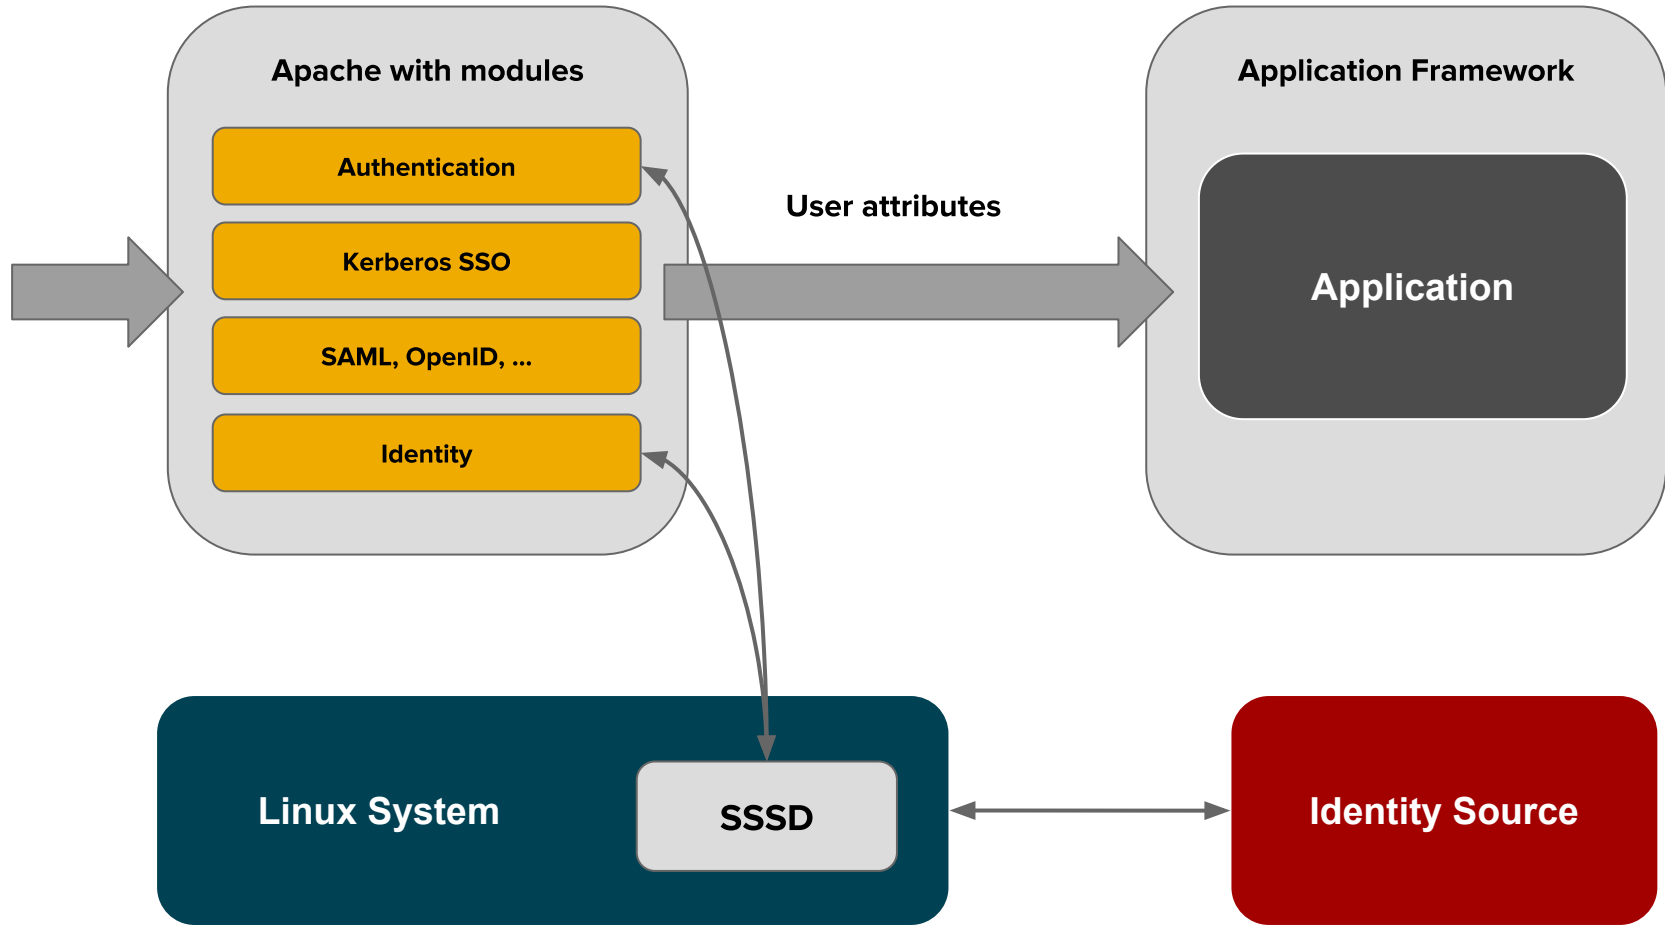 Apache with modules
Authentication
Kerberos SSO
SAML, OpenID, ...
Identity
User attributes
Application Framework
Application
Linux System
SSSD
Identity Source